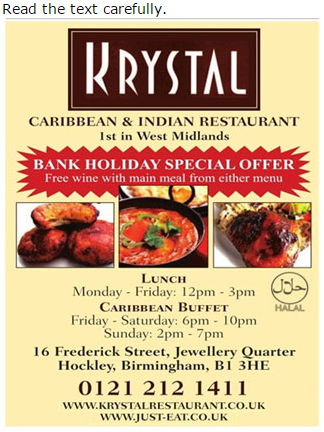 Read the text carefully.
KRYSTAL
CARIBBEAN & INDIAN RESTAURANT
1st in West Midlands
BANK HOLIDAY SPECIAL OFFER
Free wine with main meal from either menu
LUNCH
Monday - Friday: 12pm - 3pm
CARIBBEAN BUFFET
Friday - Saturday: 6pm - 10pm
Sunday: 2pm - 7pm
حلال
HALAL
16 Frederick Street, Jewellery Quarter
Hockley, Birmingham, B1 3HE
0121 212 1411
WWW.KRYSTALRESTAURANT.CO.UK
WWW.JUST-EAT.CO.UK